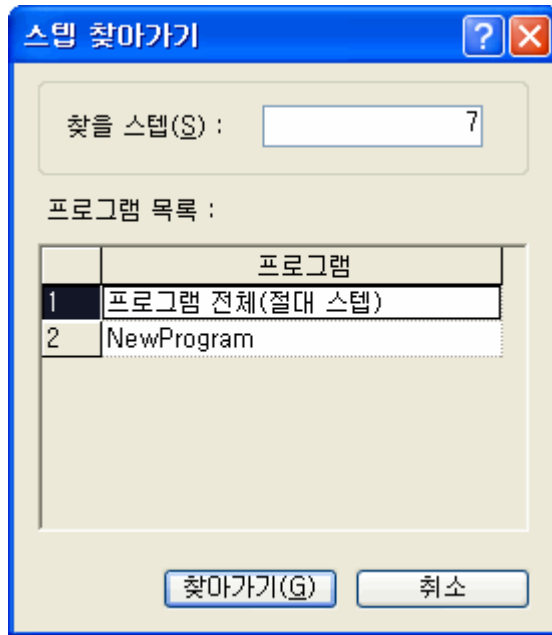 스텝 찾아가기
찾을 스텝(S) : 7
프로그램 목록 :
프로그램
1 프로그램 전체(절대 스텝)
2 NewProgram
찾아가기(G) 취소